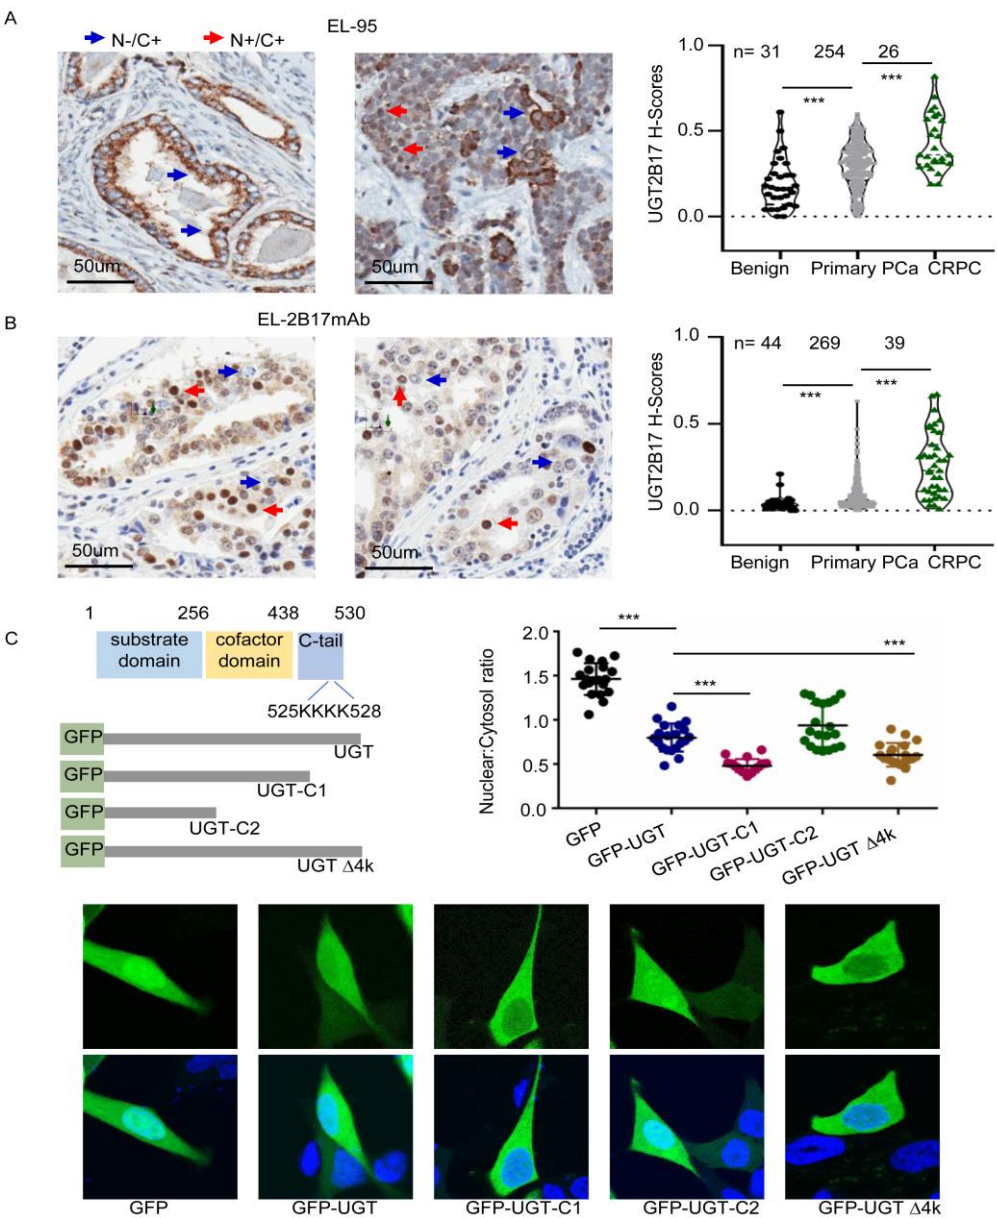 A
EL-95
N-/C+ N+/C+
50um
50um
UGT2B17 H-Scores
1.0
0.5
0.0
n= 31 254 26
***
***
Benign Primary PCa CRPC
B
EL-2B17mAb
50um
50um
UGT2B17 H-Scores
1.0
0.5
0.0
n= 44 269 39
***
***
Benign Primary PCa CRPC
C
1 256 438 530
substrate domain
cofactor domain
C-tail
525KKKK528
GFP
UGT
GFP
UGT-C1
GFP
UGT-C2
GFP
UGT Δ4k
Nuclear:Cytosol ratio
2.0
1.5
1.0
0.5
0.0
***
***
***
GFP
GFP-UGT
GFP-UGT-C1
GFP-UGT-C2
GFP-UGT Δ4k
GFP GFP-UGT GFP-UGT-C1 GFP-UGT-C2 GFP-UGT Δ4k